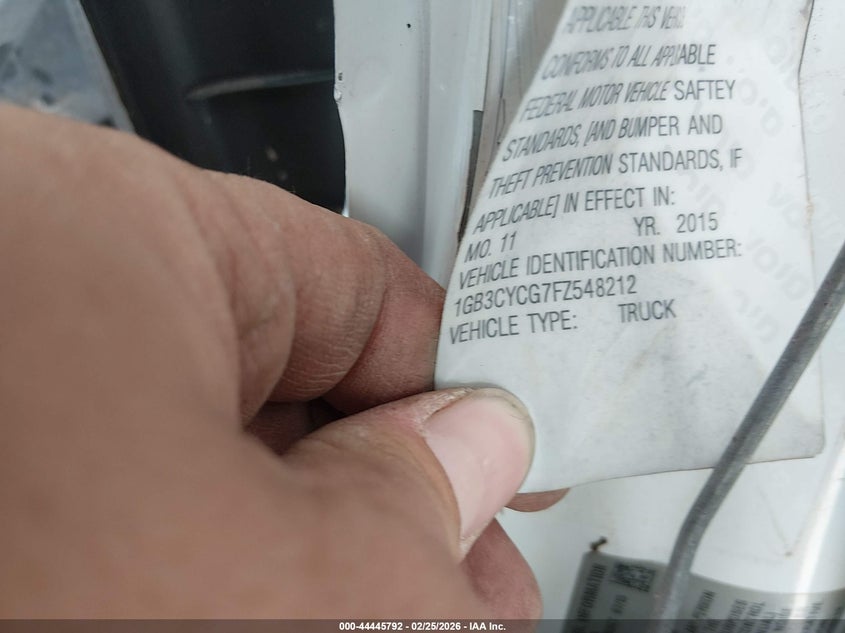 APPLICABLE THIS VEHI
CONFORMS TO ALL APPLIABLE
FEDERAL MOTOR VEHICLE SAFTEY
STANDARDS, [AND BUMPER AND
THEFT PREVENTION STANDARDS, IF
APPLICABLE] IN EFFECT IN:
MO. 11 YR. 2015
VEHICLE IDENTIFICATION NUMBER:
1GB3CYCG7FZ548212
VEHICLE TYPE: TRUCK
000-44445792 - 02/25/2026 - IAA Inc.